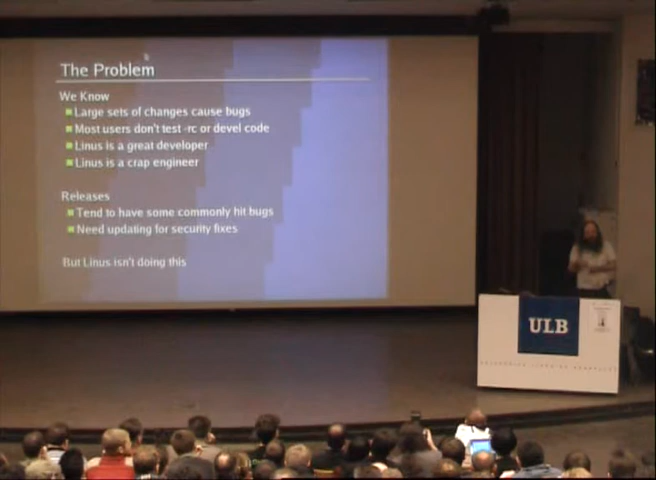 The Problem
We Know
Large sets of changes cause bugs
Most users don't test -rc or devel code
Linus is a great developer
Linus is a crap engineer
Releases
Tend to have some commonly hit bugs
Need updating for security fixes
But Linus isn't doing this
ULB